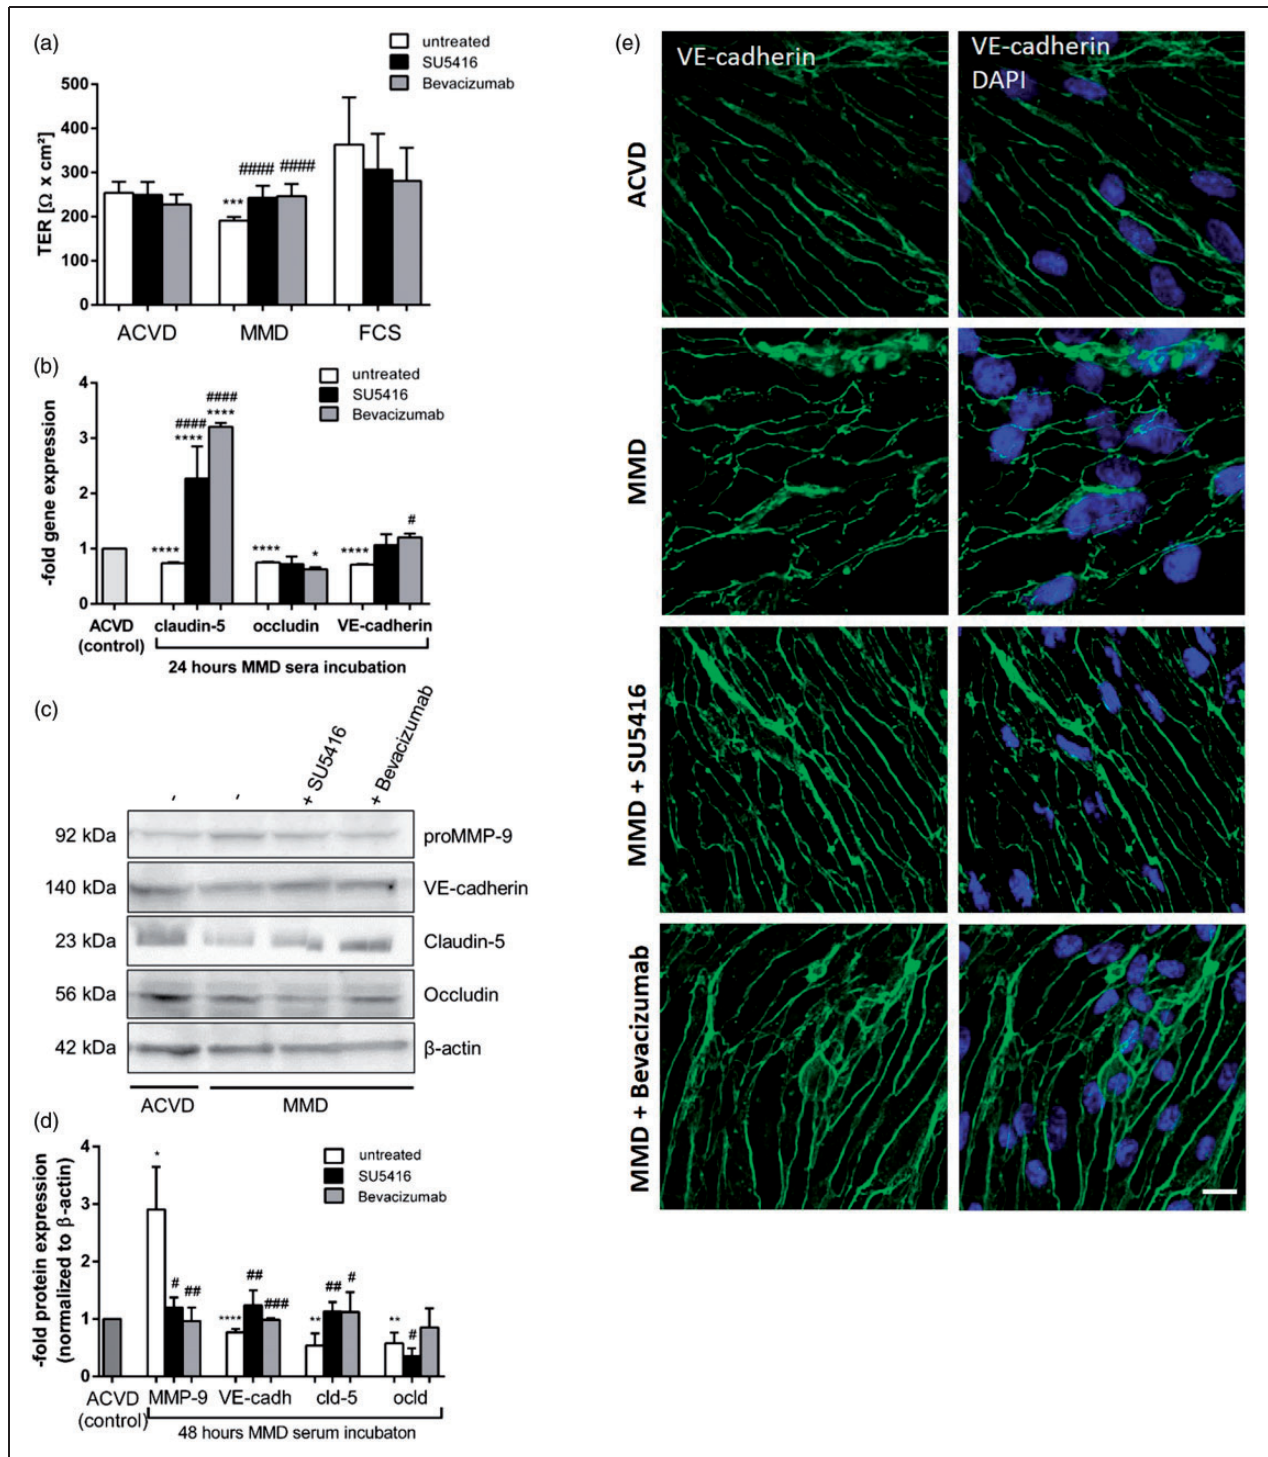 (a)
untreated
SU5416
Bevacizumab
TER [Ω x cm²]
500
400
300
200
100
0
*** #### ####
ACVD MMD FCS
(b)
untreated
SU5416
Bevacizumab
-fold gene expression
4
3
2
1
0
**** #### **** #### **** **** * **** #
ACVD (control)
claudin-5 occludin VE-cadherin
24 hours MMD sera incubation
(c)
- - + SU5416 + Bevacizumab
92 kDa proMMP-9
140 kDa VE-cadherin
23 kDa Claudin-5
56 kDa Occludin
42 kDa β-actin
ACVD MMD
(d)
untreated
SU5416
Bevacizumab
-fold protein expression
(normalized to β-actin)
4
3
2
1
0
* # ## **** ## ### ** ## # ** #
ACVD (control)
MMP-9 VE-cadh cld-5 ocld
48 hours MMD serum incubaton
(e)
VE-cadherin
VE-cadherin
DAPI
ACVD
MMD
MMD + SU5416
MMD + Bevacizumab